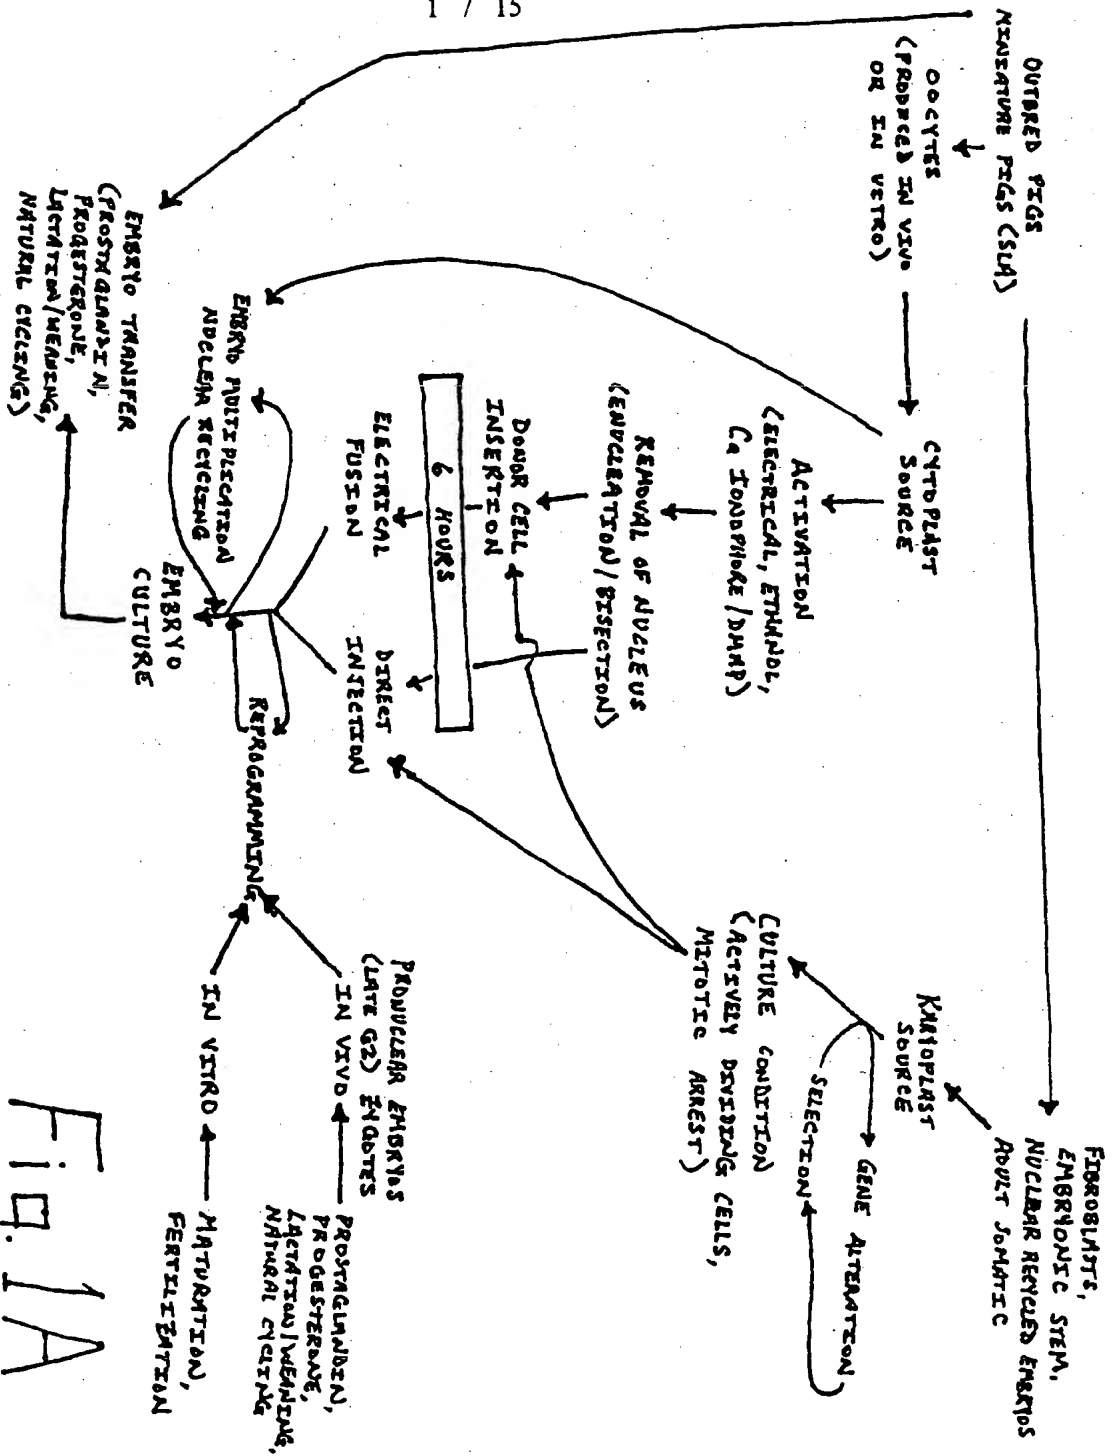 1 / 15
OUTBRED PIGS
MINIATURE PIGS (SLA)
OOCYTES
(PRODUCED IN VIVO
OR IN VITRO)
CYTOPLAST
SOURCE
ACTIVATION
(ELECTRICAL, ETHANOL,
Ca IONOPHORE/DMAP)
REMOVAL OF NUCLEUS
(ENUCLEATION/BISECTION)
DONOR CELL
INSERTION
6 HOURS
ELECTRICAL
FUSION
DIRECT
INSECTION
EMBRYO MULTIPLICATION
NUCLEAR RECYCLING
EMBRYO
CULTURE
EMBRYO TRANSFER
(PROSTAGLANDIN,
PROGESTERONE,
LACTATION/WEANING,
NATURAL CYCLING)
FIBROBLASTS,
EMBRYONIC STEM,
NUCLEAR RECYCLED EMBRYOS
ADULT SOMATIC
KARYOPLAST
SOURCE
GENE ALTERATION
SELECTION
CULTURE CONDITION
(ACTIVELY DIVIDING CELLS,
MITOTIC ARREST)
REPROGRAMMING
PRONUCLEAR EMBRYOS
(LATE G2) ZYGOTES
IN VIVO
PROSTAGLANDIN,
PROGESTERONE,
LACTATION/WEANING,
NATURAL CYCLING
IN VITRO
MATURATION,
FERTILIZATION
Fig. 1A